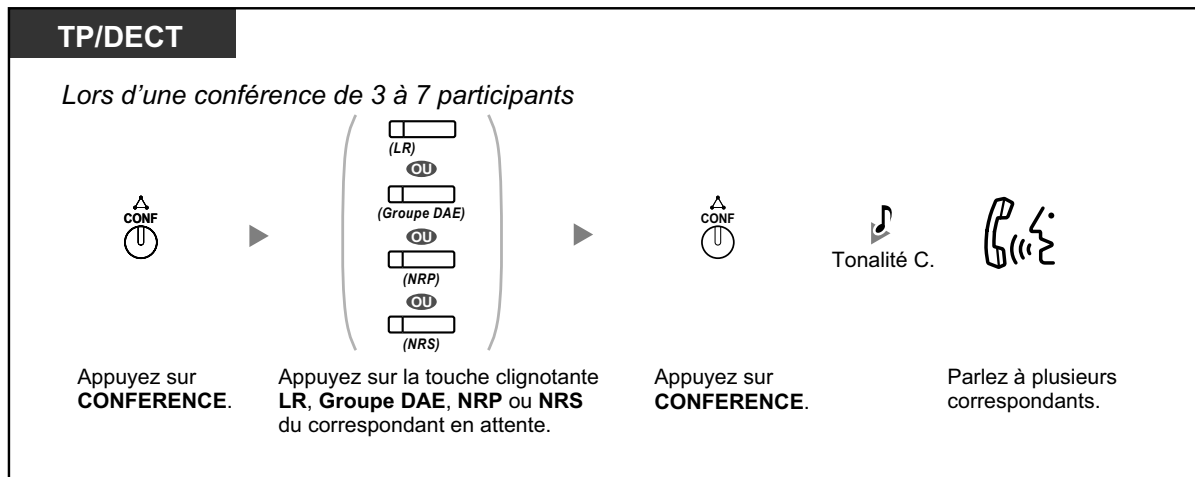 TP/DECT
Lors d’une conférence de 3 à 7 participants
CONF
(LR)
OU
(Groupe DAE)
OU
(NRP)
OU
(NRS)
CONF
Tonalité C.
Appuyez sur
CONFERENCE.
Appuyez sur la touche clignotante
LR, Groupe DAE, NRP ou NRS
du correspondant en attente.
Appuyez sur
CONFERENCE.
Parlez à plusieurs
correspondants.